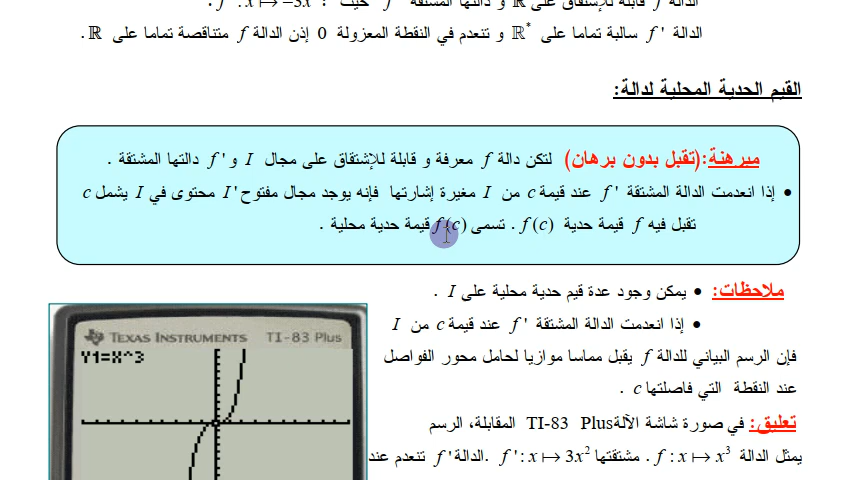 الدالة f قابلة للإشتقاق على ℝ و دالتها المشتقة f' حيث : f' : x ↦ −3x .
الدالة f' سالبة تماما على ℝ* و تنعدم في النقطة المعزولة 0 إذن الدالة f متناقصة تماما على ℝ .
القيم الحدية المحلية لدالة:
مبرهنة:(تقبل بدون برهان) لتكن دالة f معرفة و قابلة للإشتقاق على مجال I و f' دالتها المشتقة .
• إذا انعدمت الدالة المشتقة f' عند قيمة c من I مغيرة إشارتها فإنه يوجد مجال مفتوح I' محتوى في I يشمل c
تقبل فيه f قيمة حدية f(c) . تسمى f(c) قيمة حدية محلية .
ملاحظات: • يمكن وجود عدة قيم حدية محلية على I .
• إذا انعدمت الدالة المشتقة f' عند قيمة c من I
فإن الرسم البياني للدالة f يقبل مماسا موازيا لحامل محور الفواصل
عند النقطة التي فاصلتها c .
تعليق: في صورة شاشة الآلة TI-83 Plus المقابلة، الرسم
يمثل الدالة f : x ↦ x³ . مشتقتها f' : x ↦ 3x² . الدالة f' تنعدم عند
TEXAS INSTRUMENTS TI-83 Plus
Y1=X^3